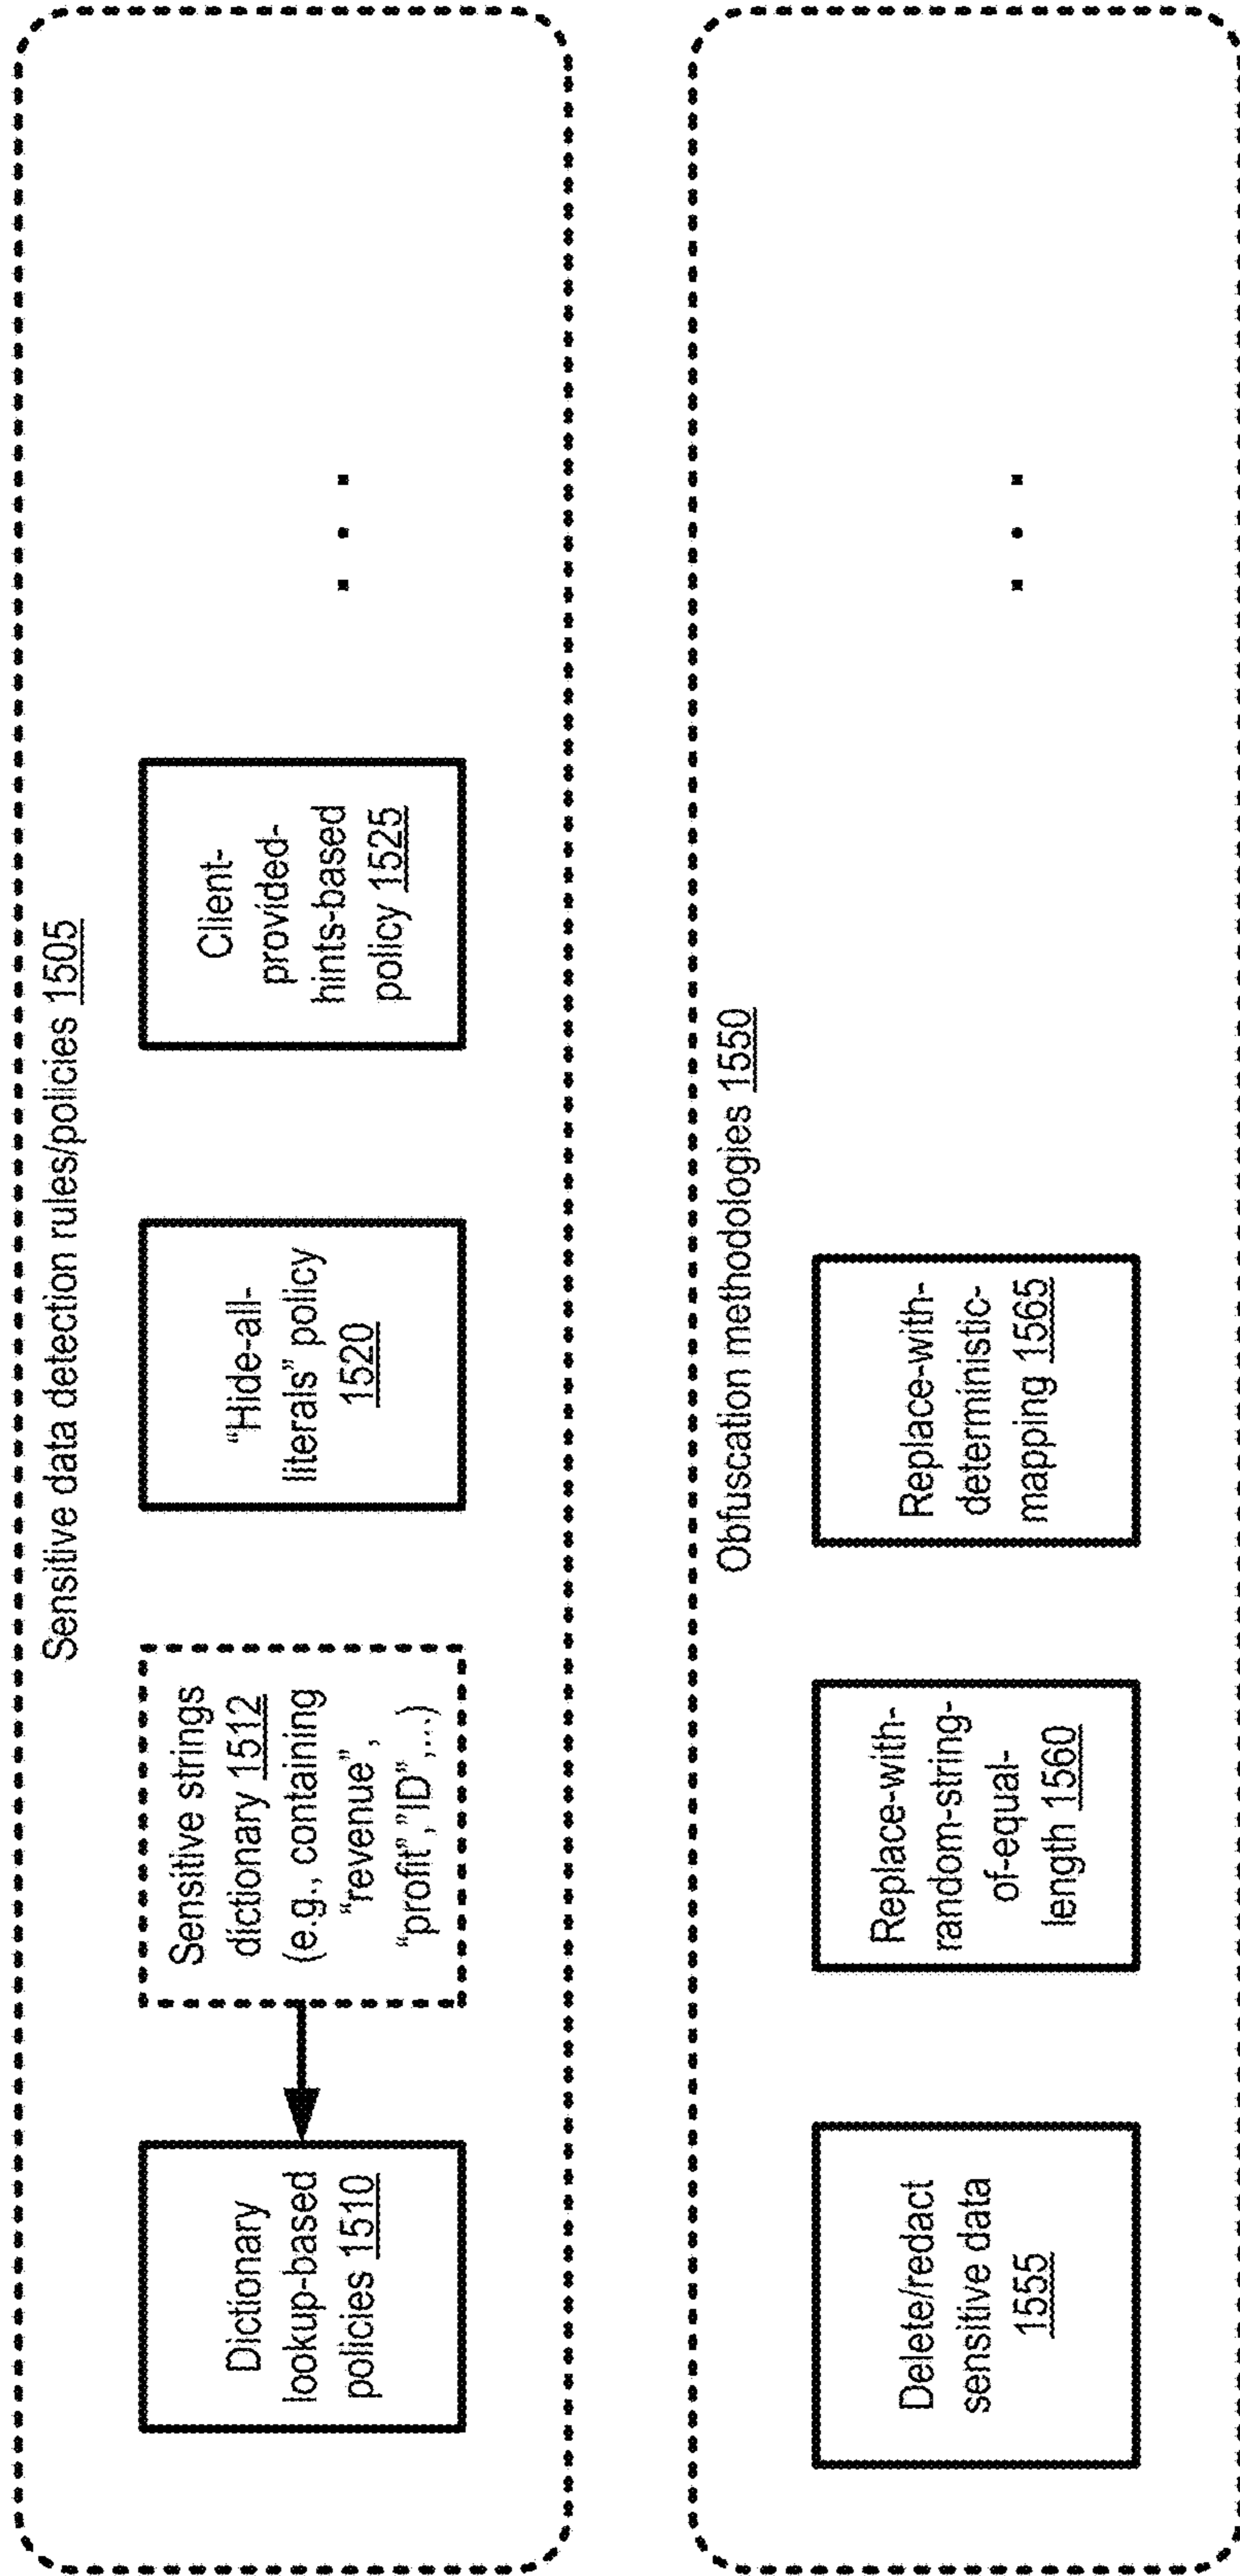 Sensitive data detection rules/policies 1505
Dictionary
lookup-based
policies 1510
Sensitive strings
dictionary 1512
(e.g., containing
“revenue”,
“profit”,”ID”,...)
“Hide-all-
literals” policy
1520
Client-
provided-
hints-based
policy 1525
. . .
Obfuscation methodologies 1550
Delete/redact
sensitive data
1555
Replace-with-
random-string-
of-equal-
length 1560
Replace-with-
deterministic-
mapping 1565
. . .